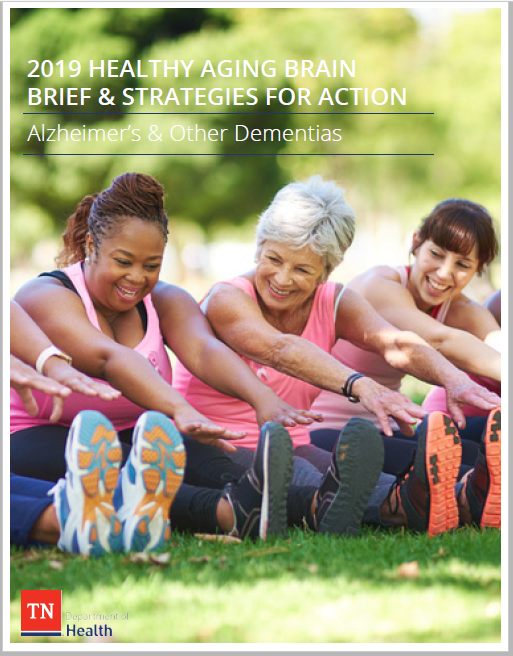 2019 HEALTHY AGING BRAIN
BRIEF & STRATEGIES FOR ACTION
Alzheimer's & Other Dementias
TN
Department of
Health